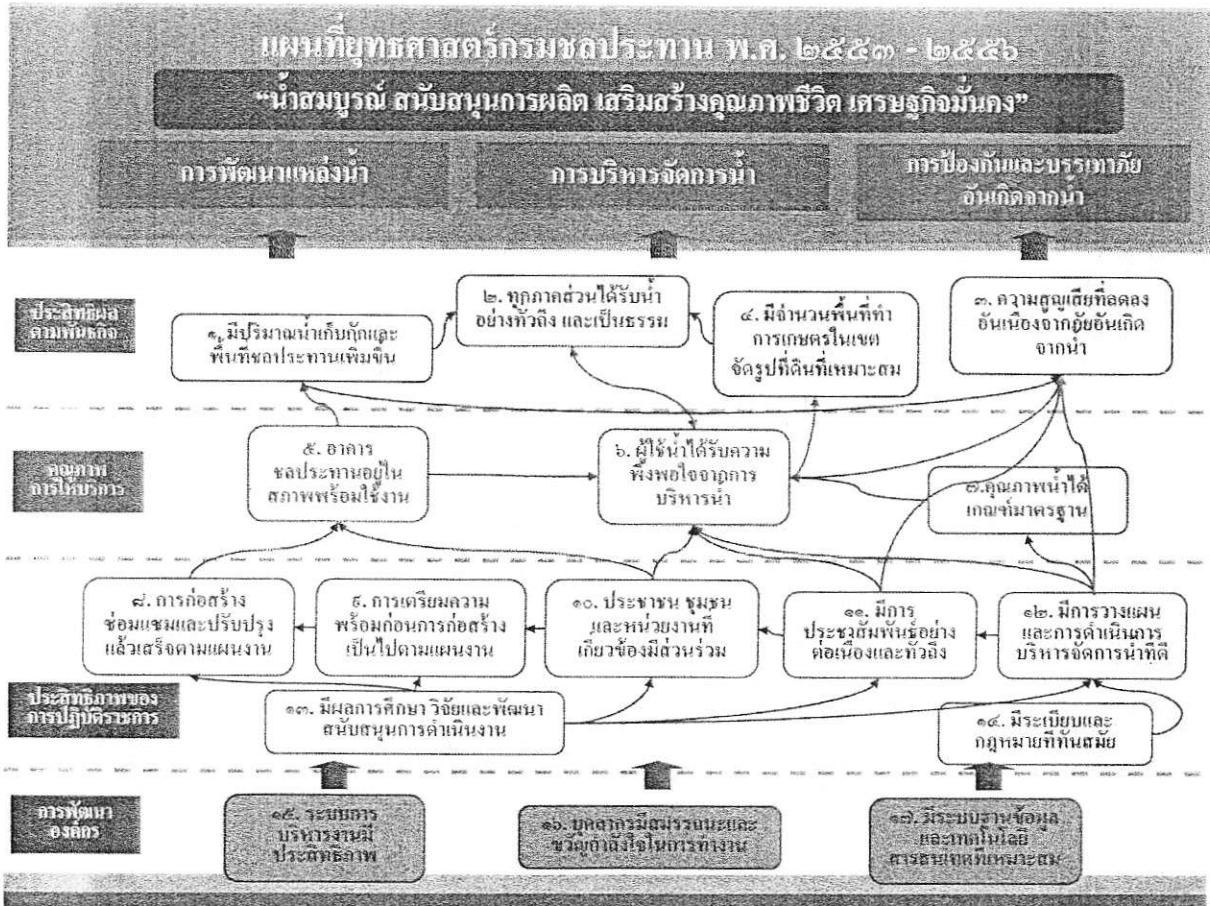 แผนที่ยุทธศาสตร์กรมชลประทาน พ.ศ. ๒๕๕๓ - ๒๕๕๖
“น้ำสมบูรณ์ สนับสนุนการผลิต เสริมสร้างคุณภาพชีวิต เศรษฐกิจมั่นคง”
การพัฒนาแหล่งน้ำ
การบริหารจัดการน้ำ
การป้องกันและบรรเทาภัย
อันเกิดจากน้ำ
ประสิทธิผล
ตามพันธกิจ
๑. มีปริมาณน้ำเก็บกักและ
พื้นที่ชลประทานเพิ่มขึ้น
๒. ทุกภาคส่วนได้รับน้ำ
อย่างทั่วถึง และเป็นธรรม
๔. มีจำนวนพื้นที่ทำ
การเกษตรในเขต
จัดรูปที่ดินที่เหมาะสม
๓. ความสูญเสียที่ลดลง
อันเนื่องจากภัยอันเกิด
จากน้ำ
คุณภาพ
การให้บริการ
๕. อาคาร
ชลประทานอยู่ใน
สภาพพร้อมใช้งาน
๖. ผู้ใช้น้ำได้รับความ
พึงพอใจจากการ
บริหารน้ำ
๗.คุณภาพน้ำได้
เกณฑ์มาตรฐาน
ประสิทธิภาพของ
การปฏิบัติราชการ
๘. การก่อสร้าง
ซ่อมแซมและปรับปรุง
แล้วเสร็จตามแผนงาน
๙. การเตรียมความ
พร้อมก่อนการก่อสร้าง
เป็นไปตามแผนงาน
๑๐. ประชาชน ชุมชน
และหน่วยงานที่
เกี่ยวข้องมีส่วนร่วม
๑๑. มีการ
ประชาสัมพันธ์อย่าง
ต่อเนื่องและทั่วถึง
๑๒. มีการวางแผน
และการดำเนินการ
บริหารจัดการน้ำที่ดี
๑๓. มีผลการศึกษา วิจัยและพัฒนา
สนับสนุนการดำเนินงาน
๑๔. มีระเบียบและ
กฎหมายที่ทันสมัย
การพัฒนา
องค์กร
๑๕. ระบบการ
บริหารงานมี
ประสิทธิภาพ
๑๖. บุคลากรมีสมรรถนะและ
ขวัญกำลังใจในการทำงาน
๑๗. มีระบบฐานข้อมูล
และเทคโนโลยี
สารสนเทศที่เหมาะสม